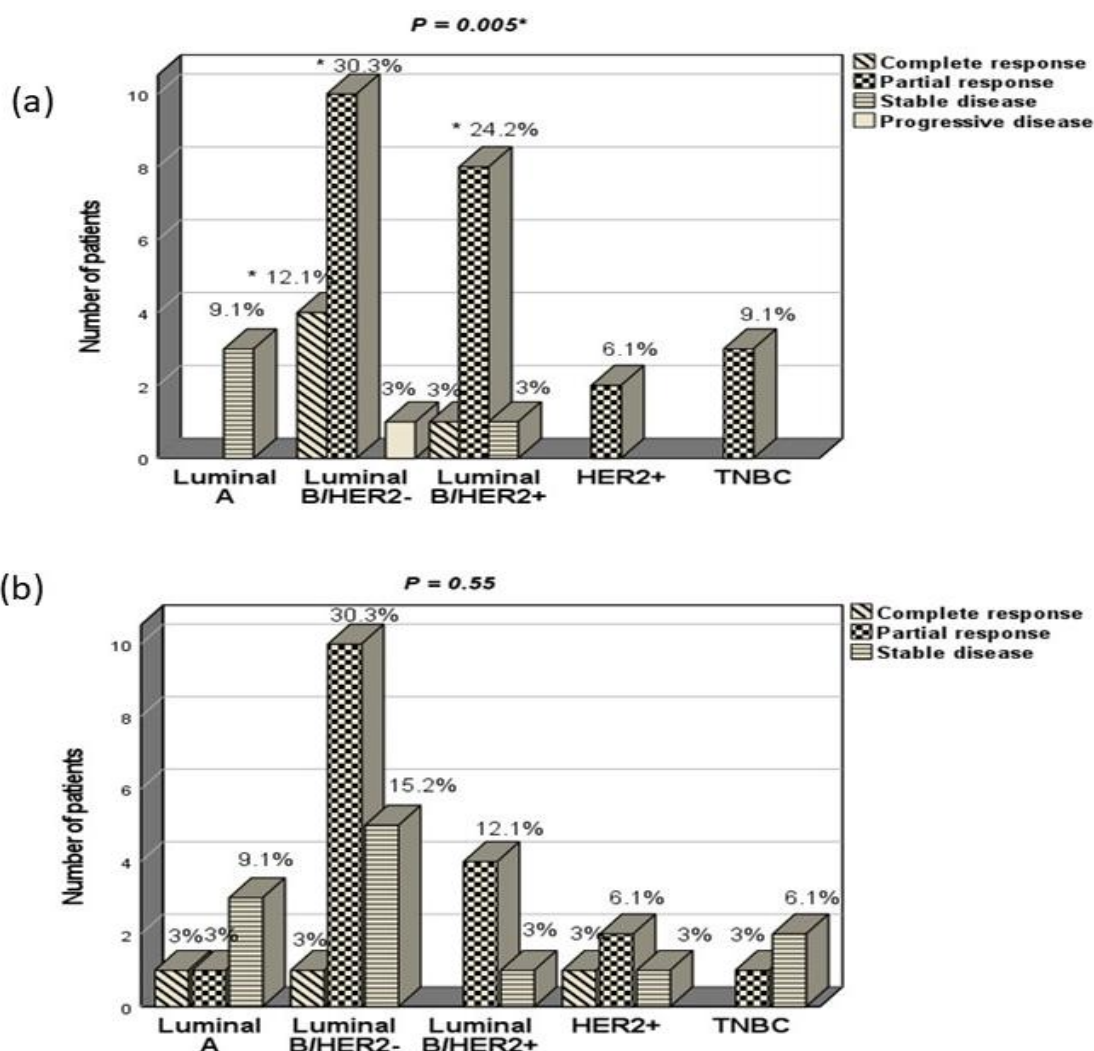 P = 0.005*
(a)
Complete response
Partial response
Stable disease
Progressive disease
Number of patients
10
8
6
4
2
0
* 30.3%
* 24.2%
* 12.1%
9.1%
3%
3%
3%
6.1%
9.1%
Luminal A
Luminal B/HER2-
Luminal B/HER2+
HER2+
TNBC
(b)
P = 0.55
Complete response
Partial response
Stable disease
Number of patients
10
8
6
4
2
0
30.3%
15.2%
12.1%
9.1%
3%
3%
3%
3%
3%
6.1%
3%
3%
6.1%
Luminal A
Luminal B/HER2-
Luminal B/HER2+
HER2+
TNBC